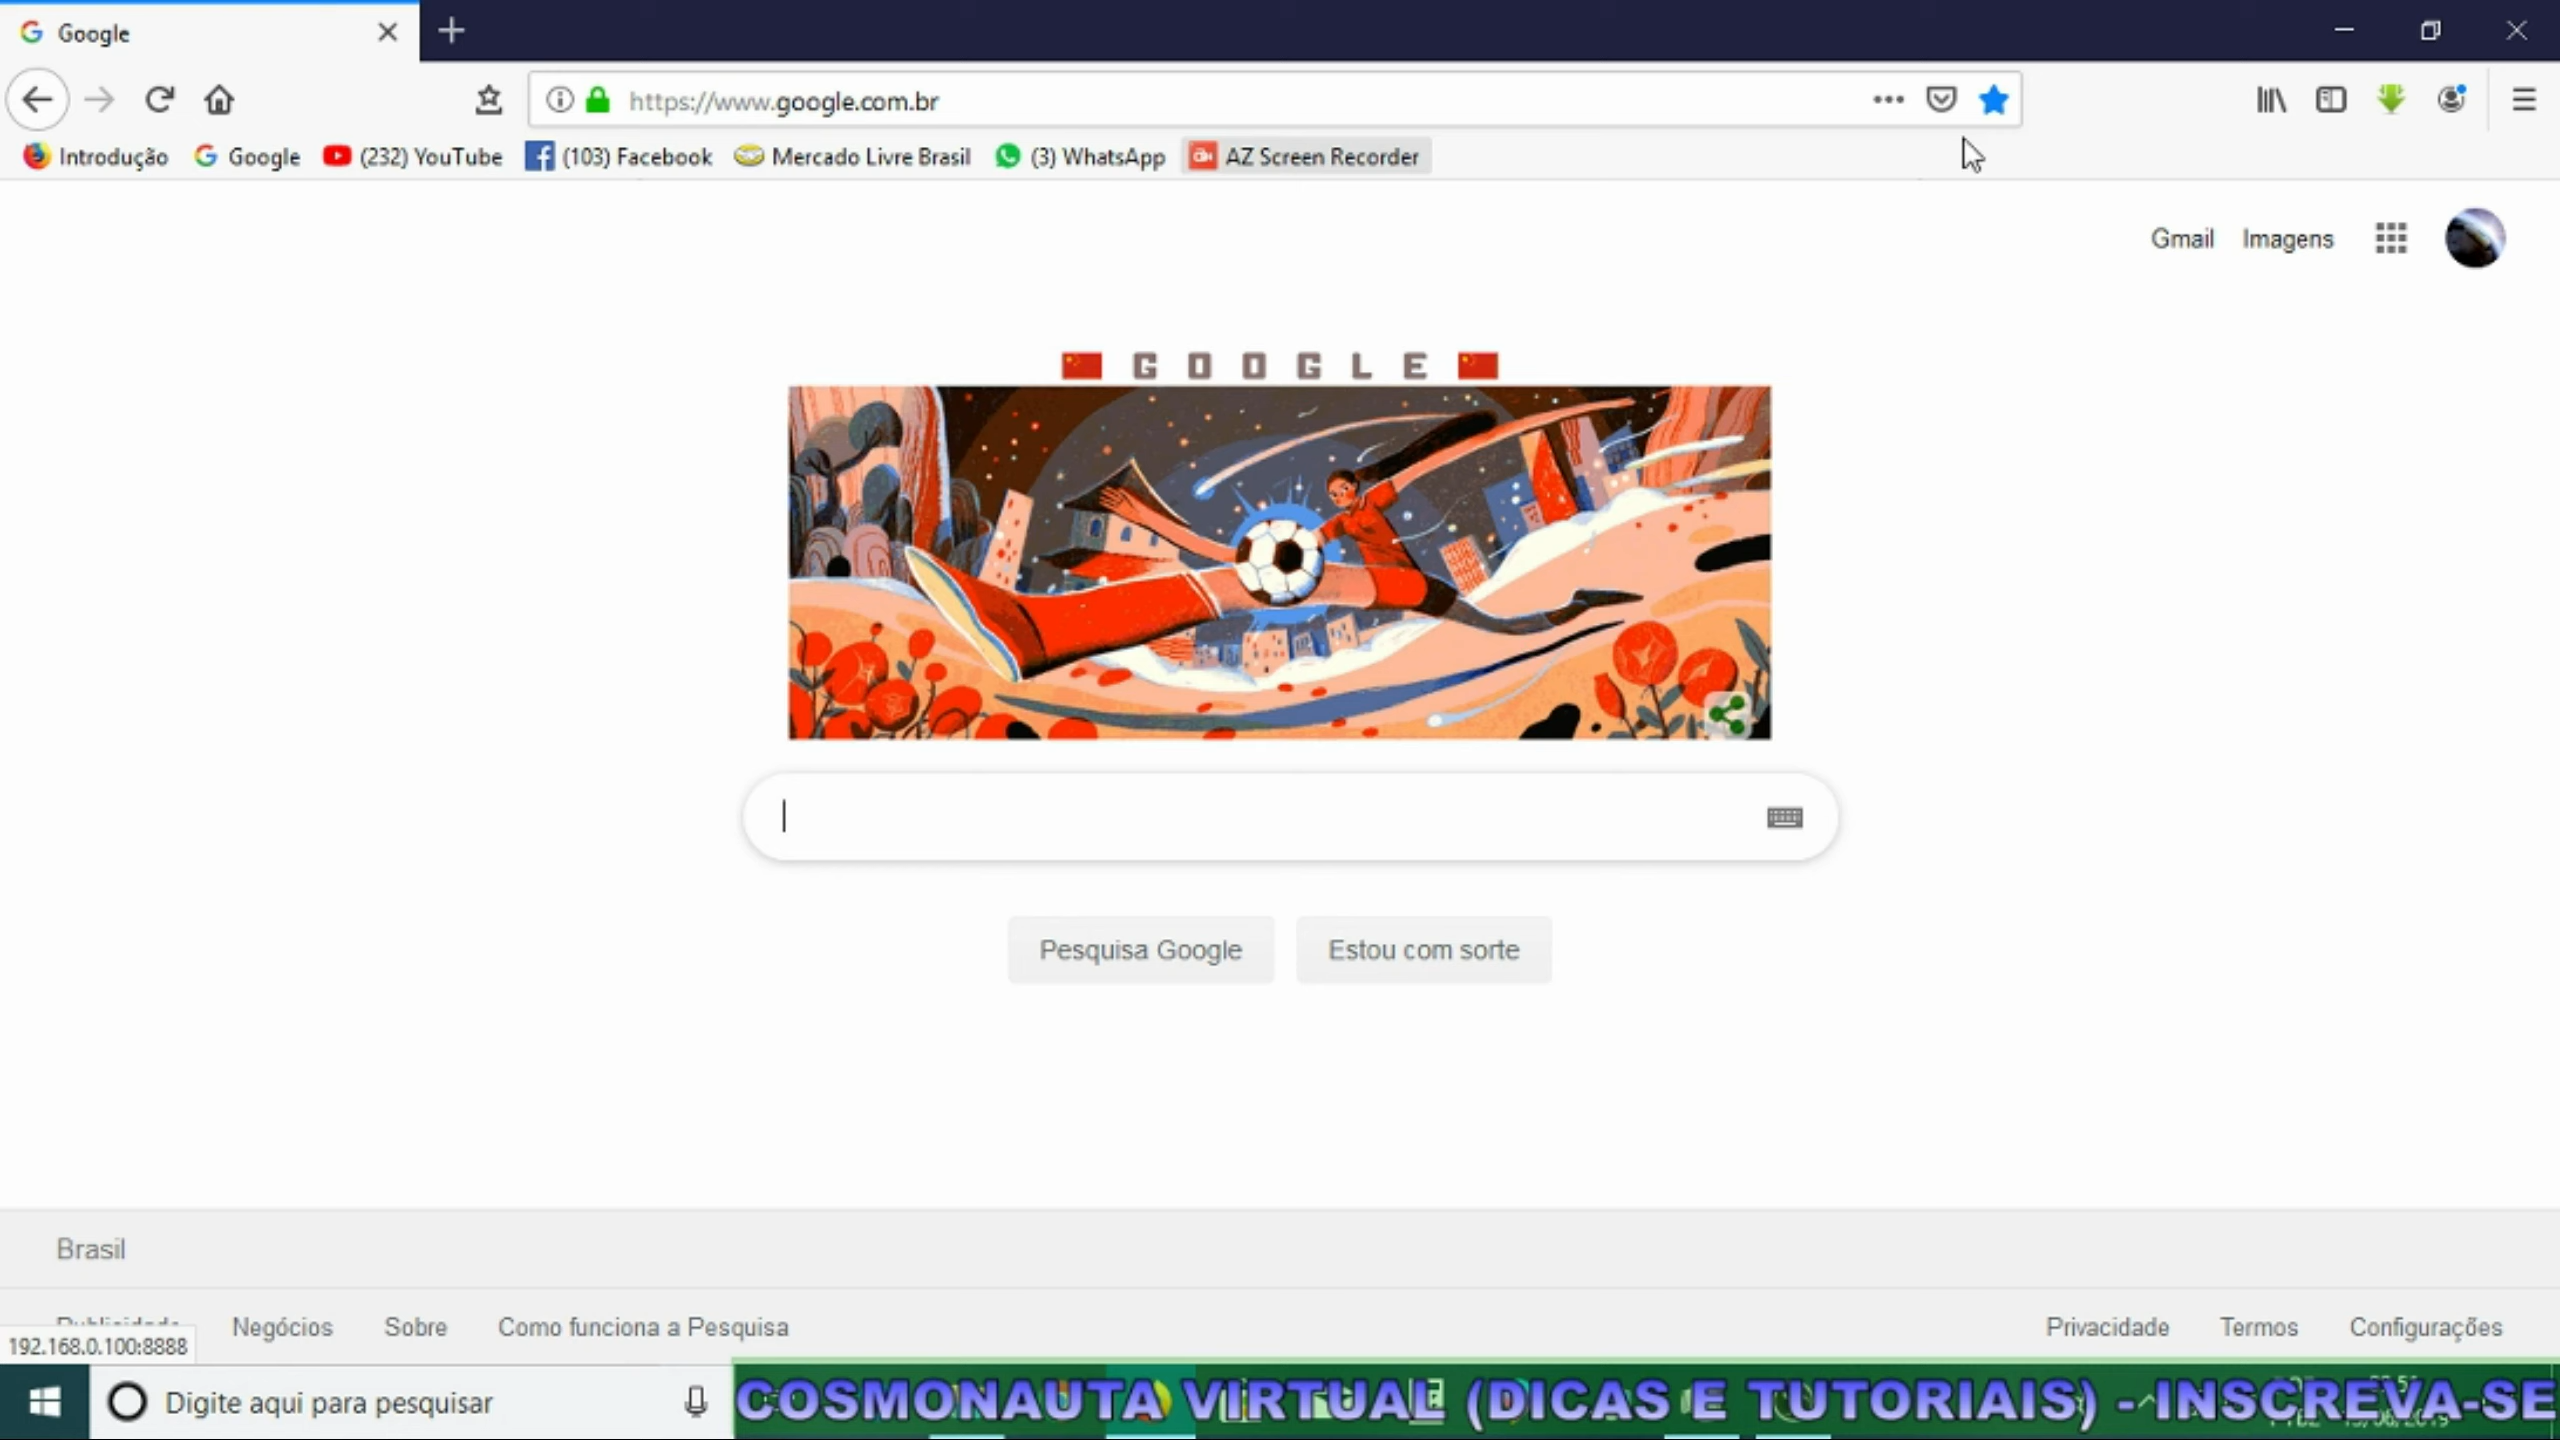 Google
https://www.google.com.br
Introdução Google (232) YouTube (103) Facebook Mercado Livre Brasil (3) WhatsApp AZ Screen Recorder
Gmail Imagens
GOOGLE
Pesquisa Google Estou com sorte
Brasil
Publicidade Negócios Sobre Como funciona a Pesquisa Privacidade Termos Configurações
192.168.0.100:8888
Digite aqui para pesquisar
COSMONAUTA VIRTUAL (DICAS E TUTORIAIS) - INSCREVA-SE